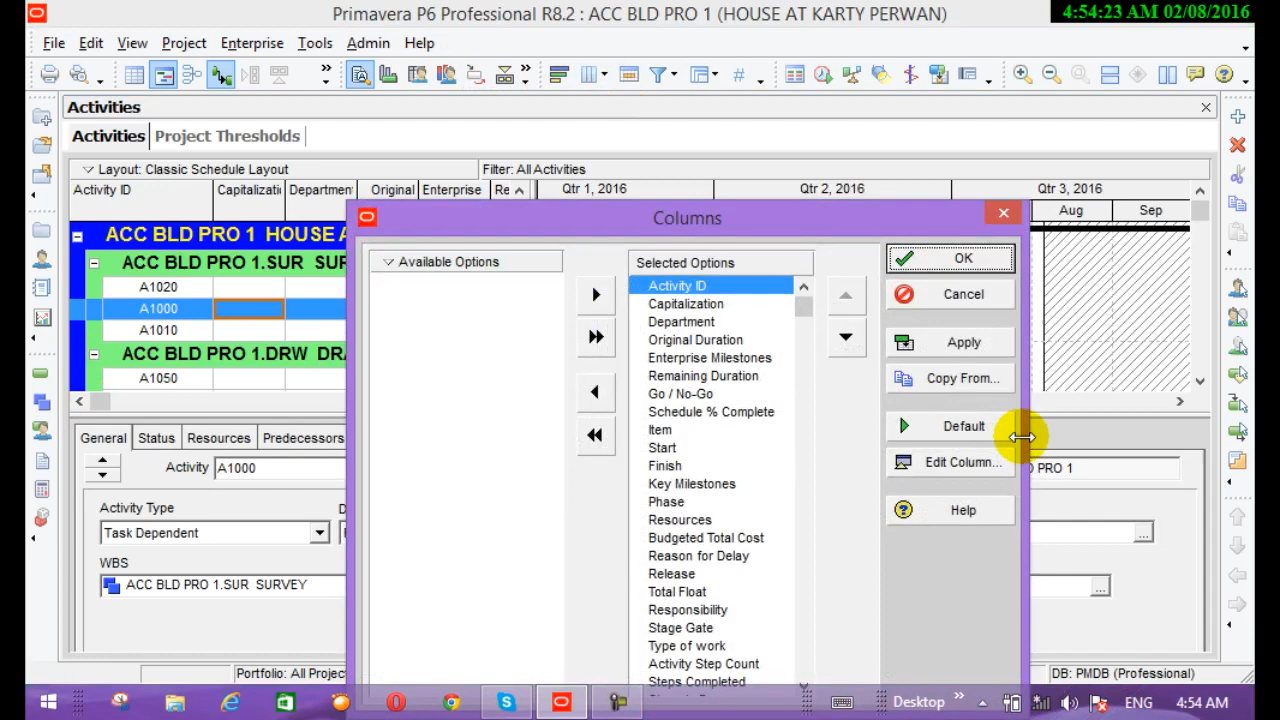 Primavera P6 Professional R8.2 : ACC BLD PRO 1 (HOUSE AT KARTY PERWAN)
4:54:23 AM 02/08/2016
File Edit View Project Enterprise Tools Admin Help
Activities
Activities Project Thresholds
Layout: Classic Schedule Layout Filter: All Activities
Activity ID Capitalizati Department Original Enterprise Re Qtr 1, 2016 Qtr 2, 2016 Qtr 3, 2016
Aug Sep
Columns
ACC BLD PRO 1 HOUSE A
ACC BLD PRO 1.SUR SUR
A1020
A1000
A1010
ACC BLD PRO 1.DRW DRA
A1050
Available Options
Selected Options
Activity ID
Capitalization
Department
Original Duration
Enterprise Milestones
Remaining Duration
Go / No-Go
Schedule % Complete
Item
Start
Finish
Key Milestones
Phase
Resources
Budgeted Total Cost
Reason for Delay
Release
Total Float
Responsibility
Stage Gate
Type of work
Activity Step Count
Steps Completed
OK
Cancel
Apply
Copy From...
Default
Edit Column...
Help
General Status Resources Predecessors
Activity A1000
PRO 1
Activity Type
Task Dependent
WBS
ACC BLD PRO 1.SUR SURVEY
...
...
Portfolio: All Project
DB: PMDB (Professional)
Desktop ENG 4:54 AM